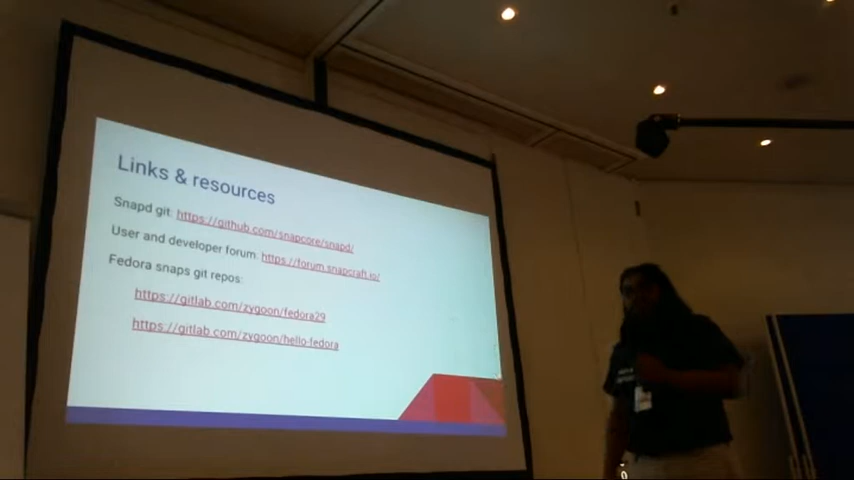 Links & resources
Snapd git: https://github.com/snapcore/snapd/
User and developer forum: https://forum.snapcraft.io/
Fedora snaps git repos:
https://gitlab.com/zygoon/fedora29
https://gitlab.com/zygoon/hello-fedora